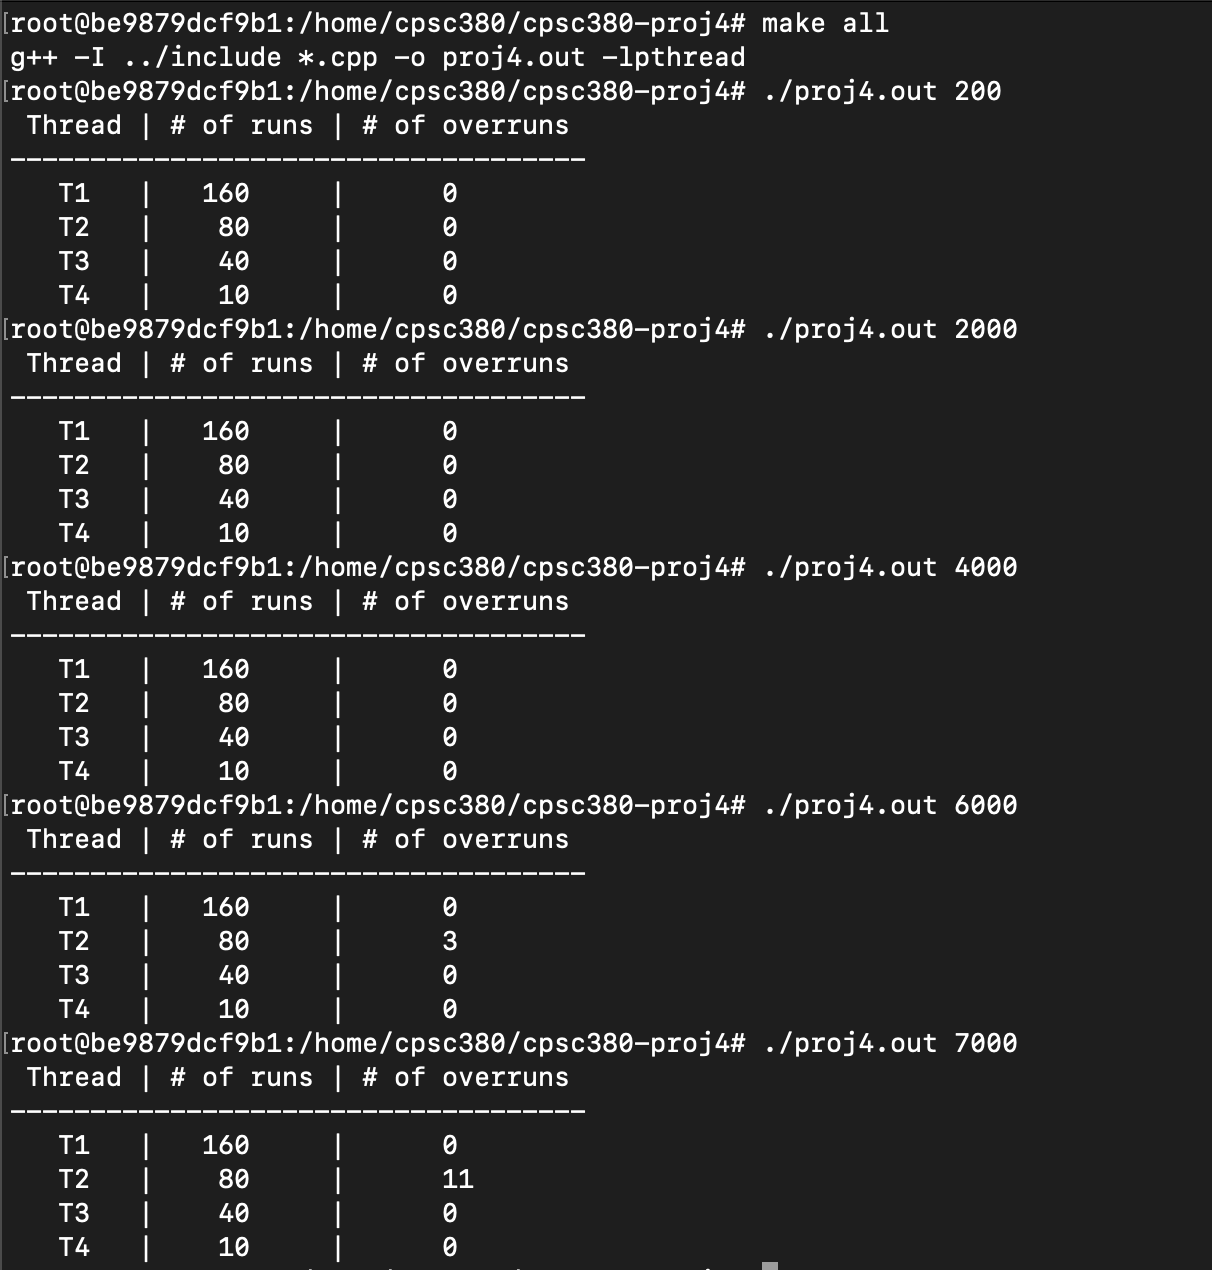 [root@be9879dcf9b1:/home/cpsc380/cpsc380-proj4# make all
g++ -I ../include *.cpp -o proj4.out -lpthread
[root@be9879dcf9b1:/home/cpsc380/cpsc380-proj4# ./proj4.out 200
 Thread | # of runs | # of overruns
------------------------------------
   T1   |   160     |      0
   T2   |    80     |      0
   T3   |    40     |      0
   T4   |    10     |      0
[root@be9879dcf9b1:/home/cpsc380/cpsc380-proj4# ./proj4.out 2000
 Thread | # of runs | # of overruns
------------------------------------
   T1   |   160     |      0
   T2   |    80     |      0
   T3   |    40     |      0
   T4   |    10     |      0
[root@be9879dcf9b1:/home/cpsc380/cpsc380-proj4# ./proj4.out 4000
 Thread | # of runs | # of overruns
------------------------------------
   T1   |   160     |      0
   T2   |    80     |      0
   T3   |    40     |      0
   T4   |    10     |      0
[root@be9879dcf9b1:/home/cpsc380/cpsc380-proj4# ./proj4.out 6000
 Thread | # of runs | # of overruns
------------------------------------
   T1   |   160     |      0
   T2   |    80     |      3
   T3   |    40     |      0
   T4   |    10     |      0
[root@be9879dcf9b1:/home/cpsc380/cpsc380-proj4# ./proj4.out 7000
 Thread | # of runs | # of overruns
------------------------------------
   T1   |   160     |      0
   T2   |    80     |      11
   T3   |    40     |      0
   T4   |    10     |      0